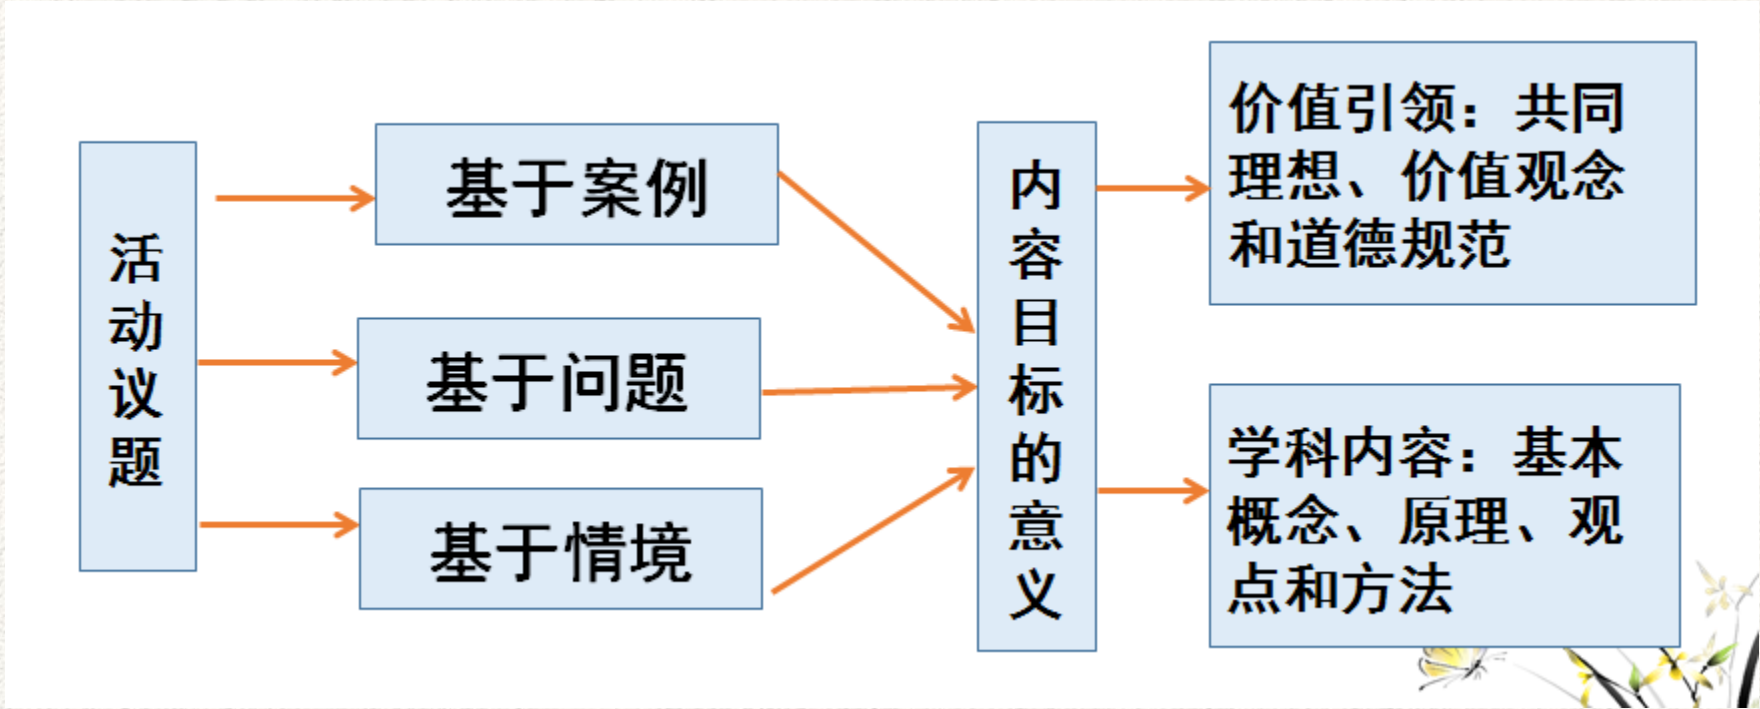 活动议题
基于案例
基于问题
基于情境
内容目标的意义
价值引领：共同
理想、价值观念
和道德规范
学科内容：基本
概念、原理、观
点和方法